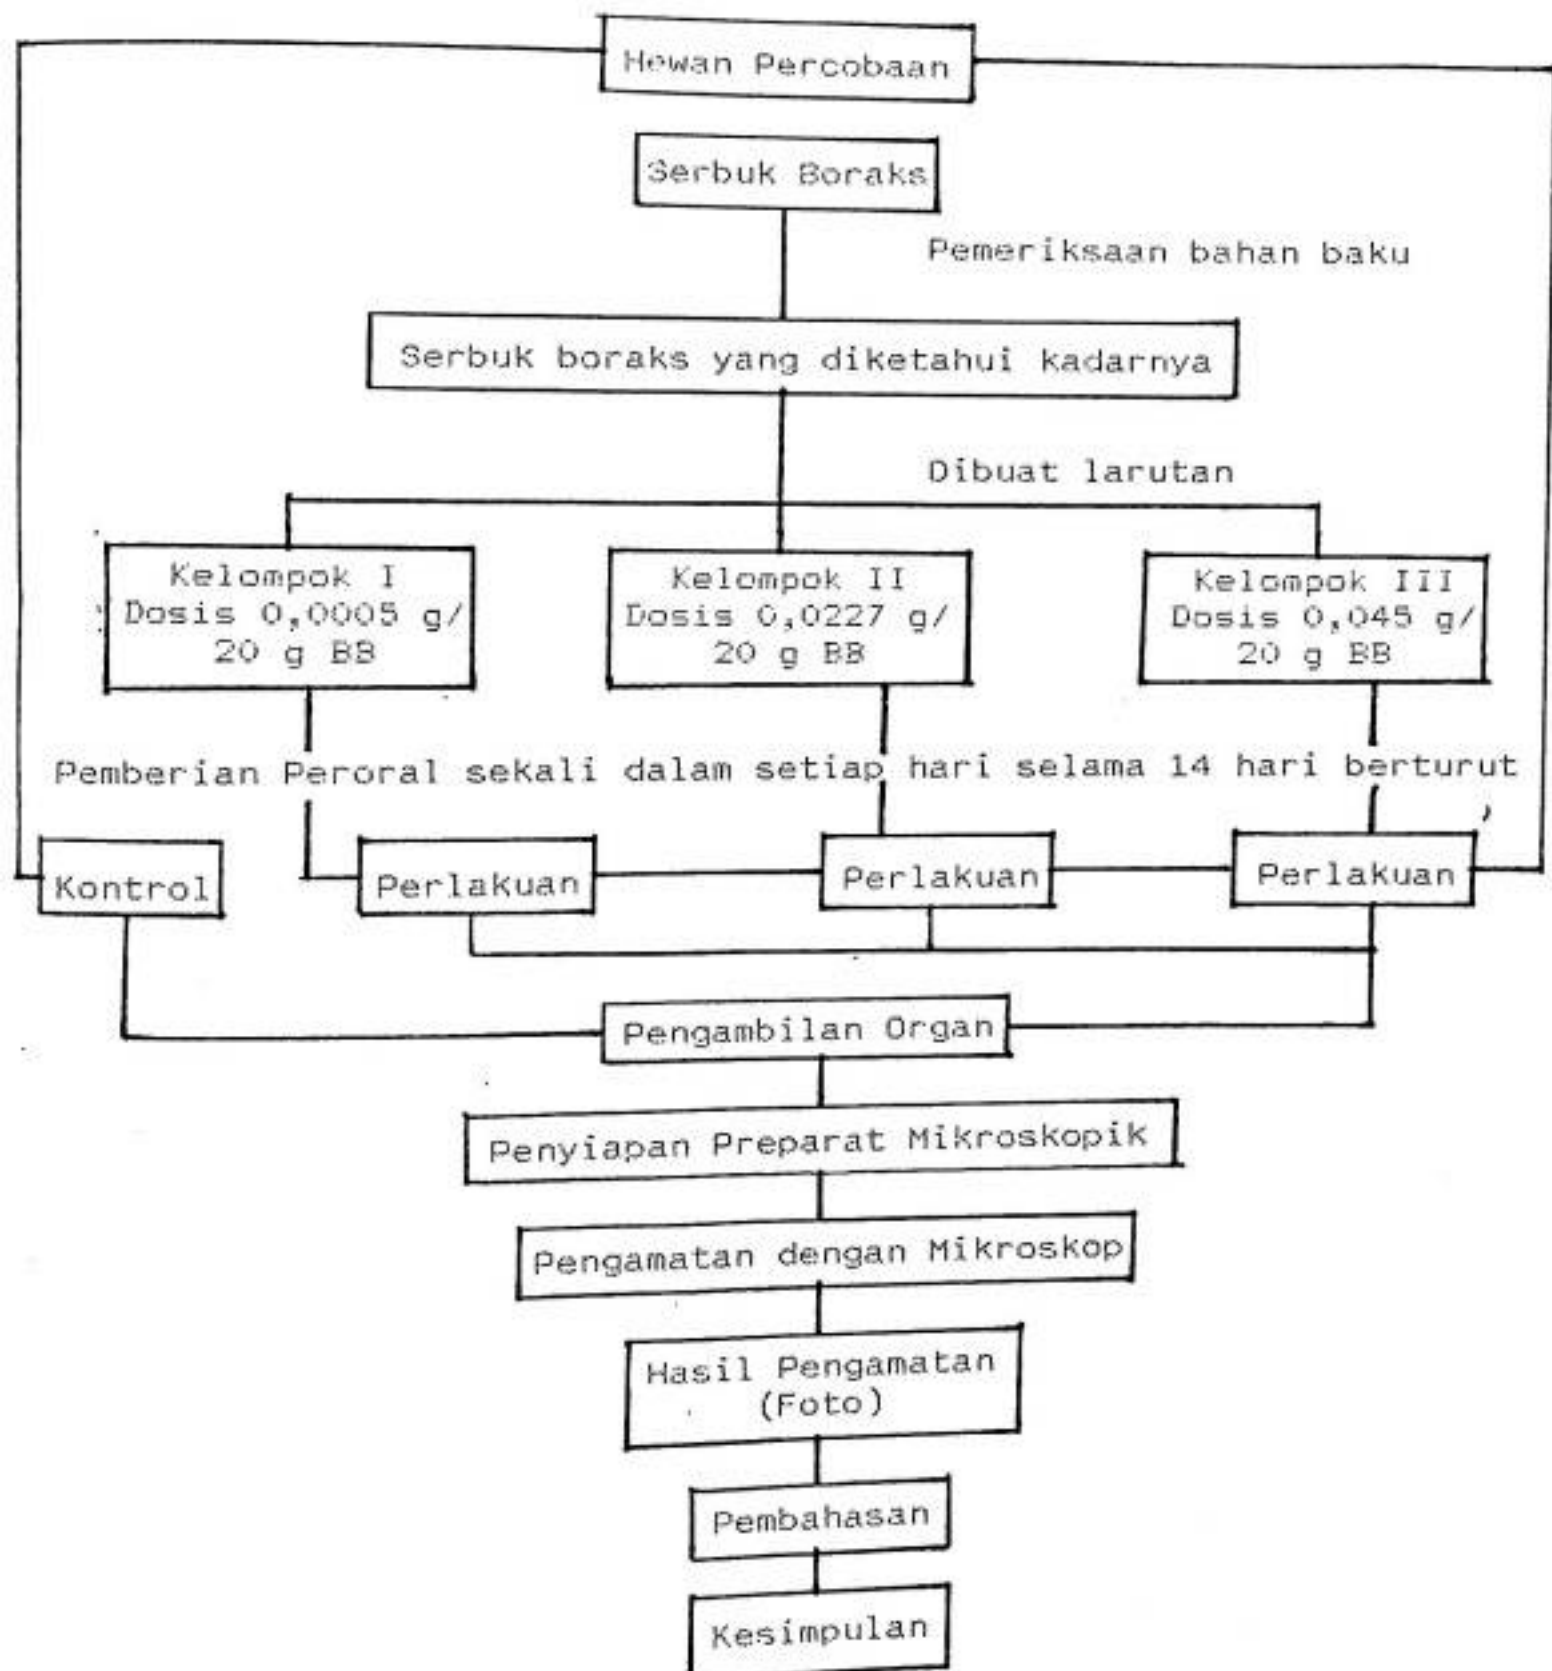 Hewan Percobaan
Serbuk Boraks
Pemeriksaan bahan baku
Serbuk boraks yang diketahui kadarnya
Dibuat larutan
Kelompok I
Dosis 0,0005 g/
20 g BB
Kelompok II
Dosis 0,0227 g/
20 g BB
Kelompok III
Dosis 0,045 g/
20 g BB
Pemberian Peroral sekali dalam setiap hari selama 14 hari berturut
Kontrol
Perlakuan
Perlakuan
Perlakuan
Pengambilan Organ
Penyiapan Preparat Mikroskopik
Pengamatan dengan Mikroskop
Hasil Pengamatan
(Foto)
Pembahasan
Kesimpulan